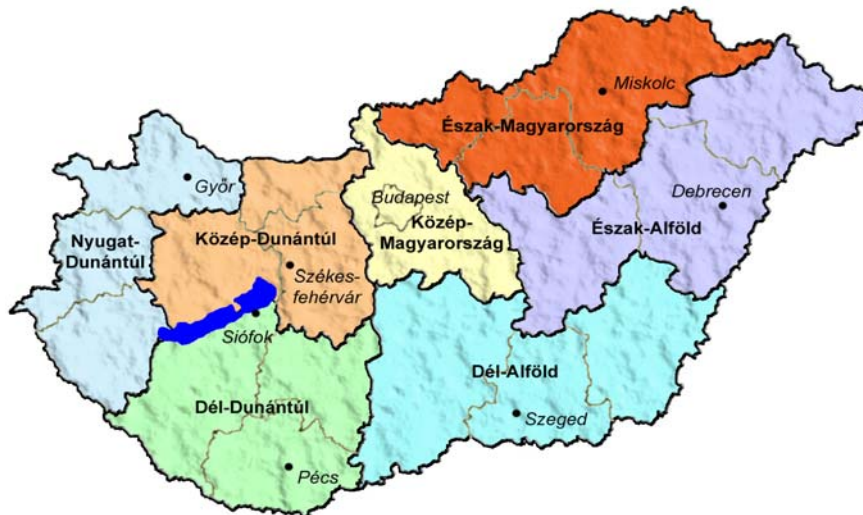 Miskolc
Észak-Magyarország
Győr
Budapest
Debrecen
Közép-
Magyarország
Észak-Alföld
Nyugat-
Dunántúl
Közép-Dunántúl
Székes-
fehérvár
Siófok
Dél-Alföld
Dél-Dunántúl
Szeged
Pécs